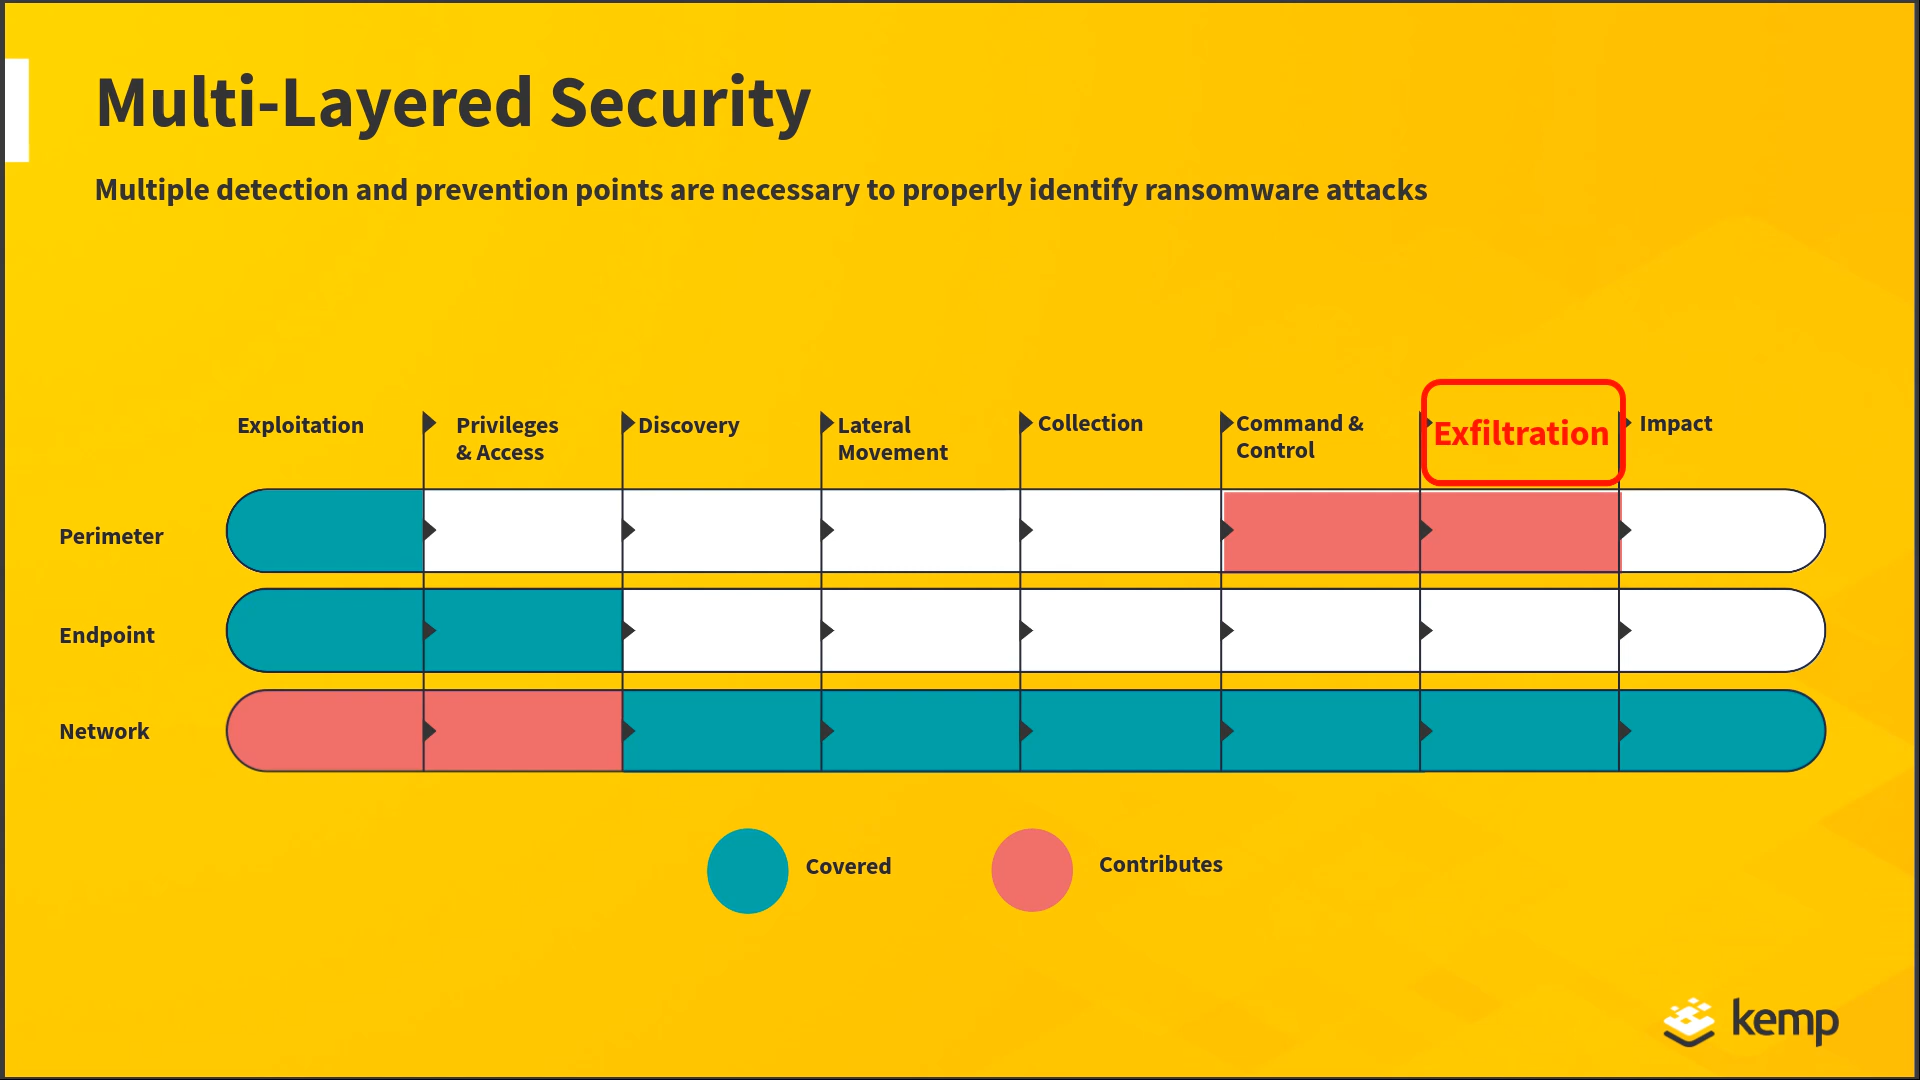 Multi-Layered Security
Multiple detection and prevention points are necessary to properly identify ransomware attacks
Exploitation
Privileges
& Access
Discovery
Lateral
Movement
Collection
Command &
Control
Exfiltration
Impact
Perimeter
Endpoint
Network
Covered
Contributes
kemp